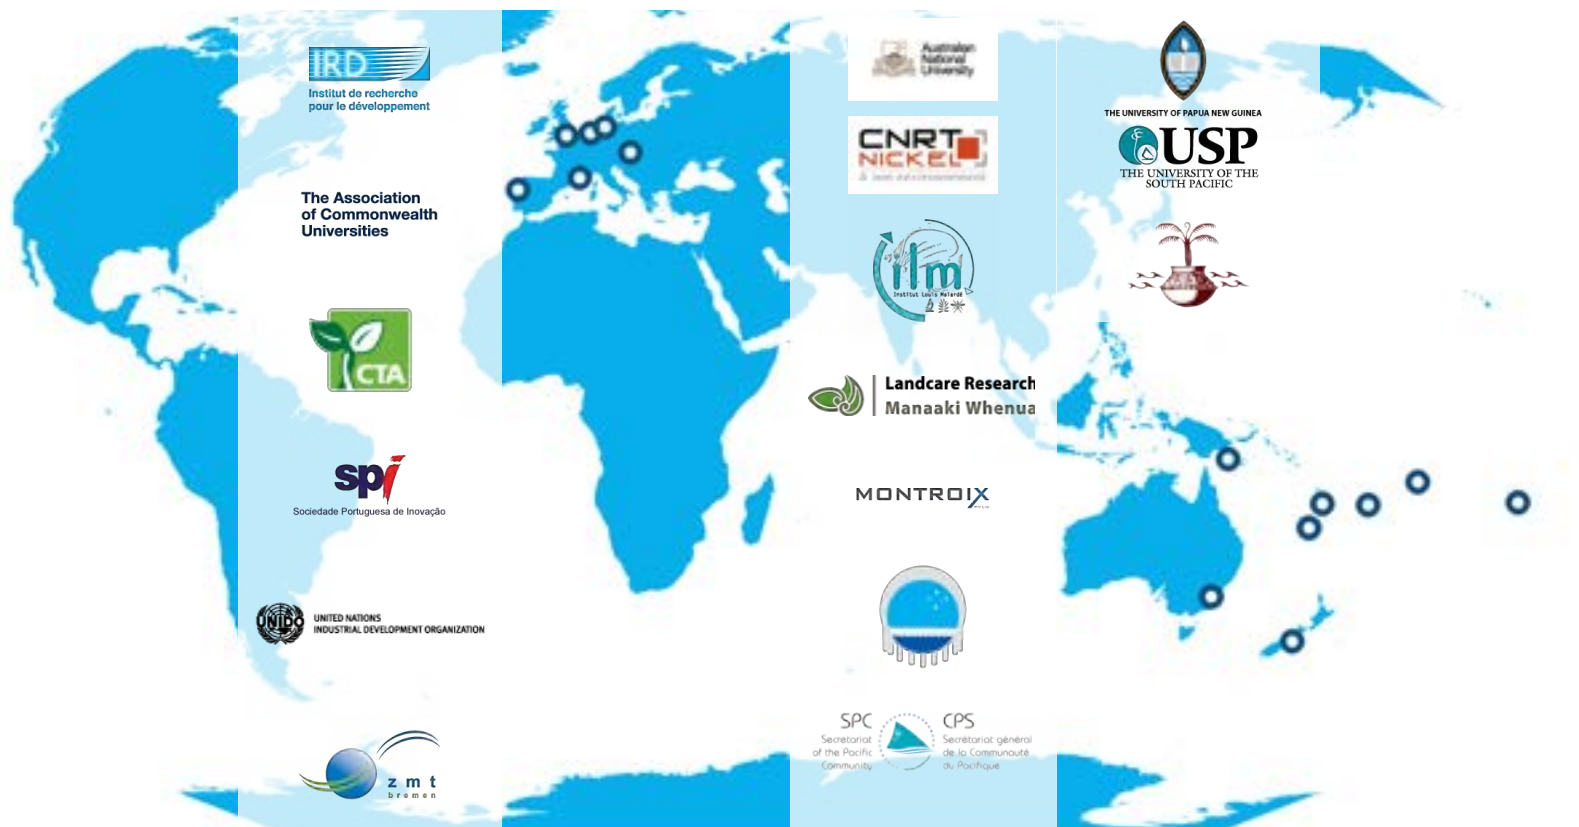 IRD
Institut de recherche
pour le développement
The Association
of Commonwealth
Universities
CTA
spi
Sociedade Portuguesa de Inovação
UNIDO
UNITED NATIONS
INDUSTRIAL DEVELOPMENT ORGANIZATION
zmt
bremen
Australian
National
University
CNRT
NICKEL
ilm
Institut Louis Malardé
Landcare Research
Manaaki Whenua
MONTROIX
SPC
Secretariat
of the Pacific
Community
CPS
Secrétariat général
de la Communauté
du Pacifique
THE UNIVERSITY OF PAPUA NEW GUINEA
USP
THE UNIVERSITY OF THE
SOUTH PACIFIC